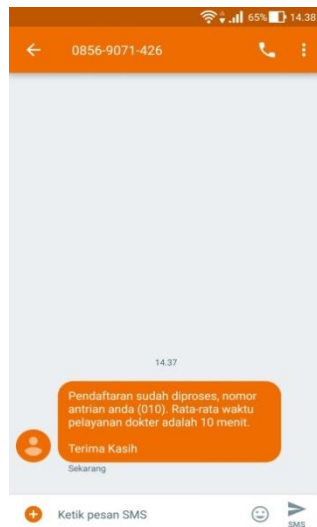 65% 14.38
0856-9071-426
14.37
Pendaftaran sudah diproses, nomor
antrian anda (010). Rata-rata waktu
pelayanan dokter adalah 10 menit.
Terima Kasih
Sekarang
Ketik pesan SMS
SMS